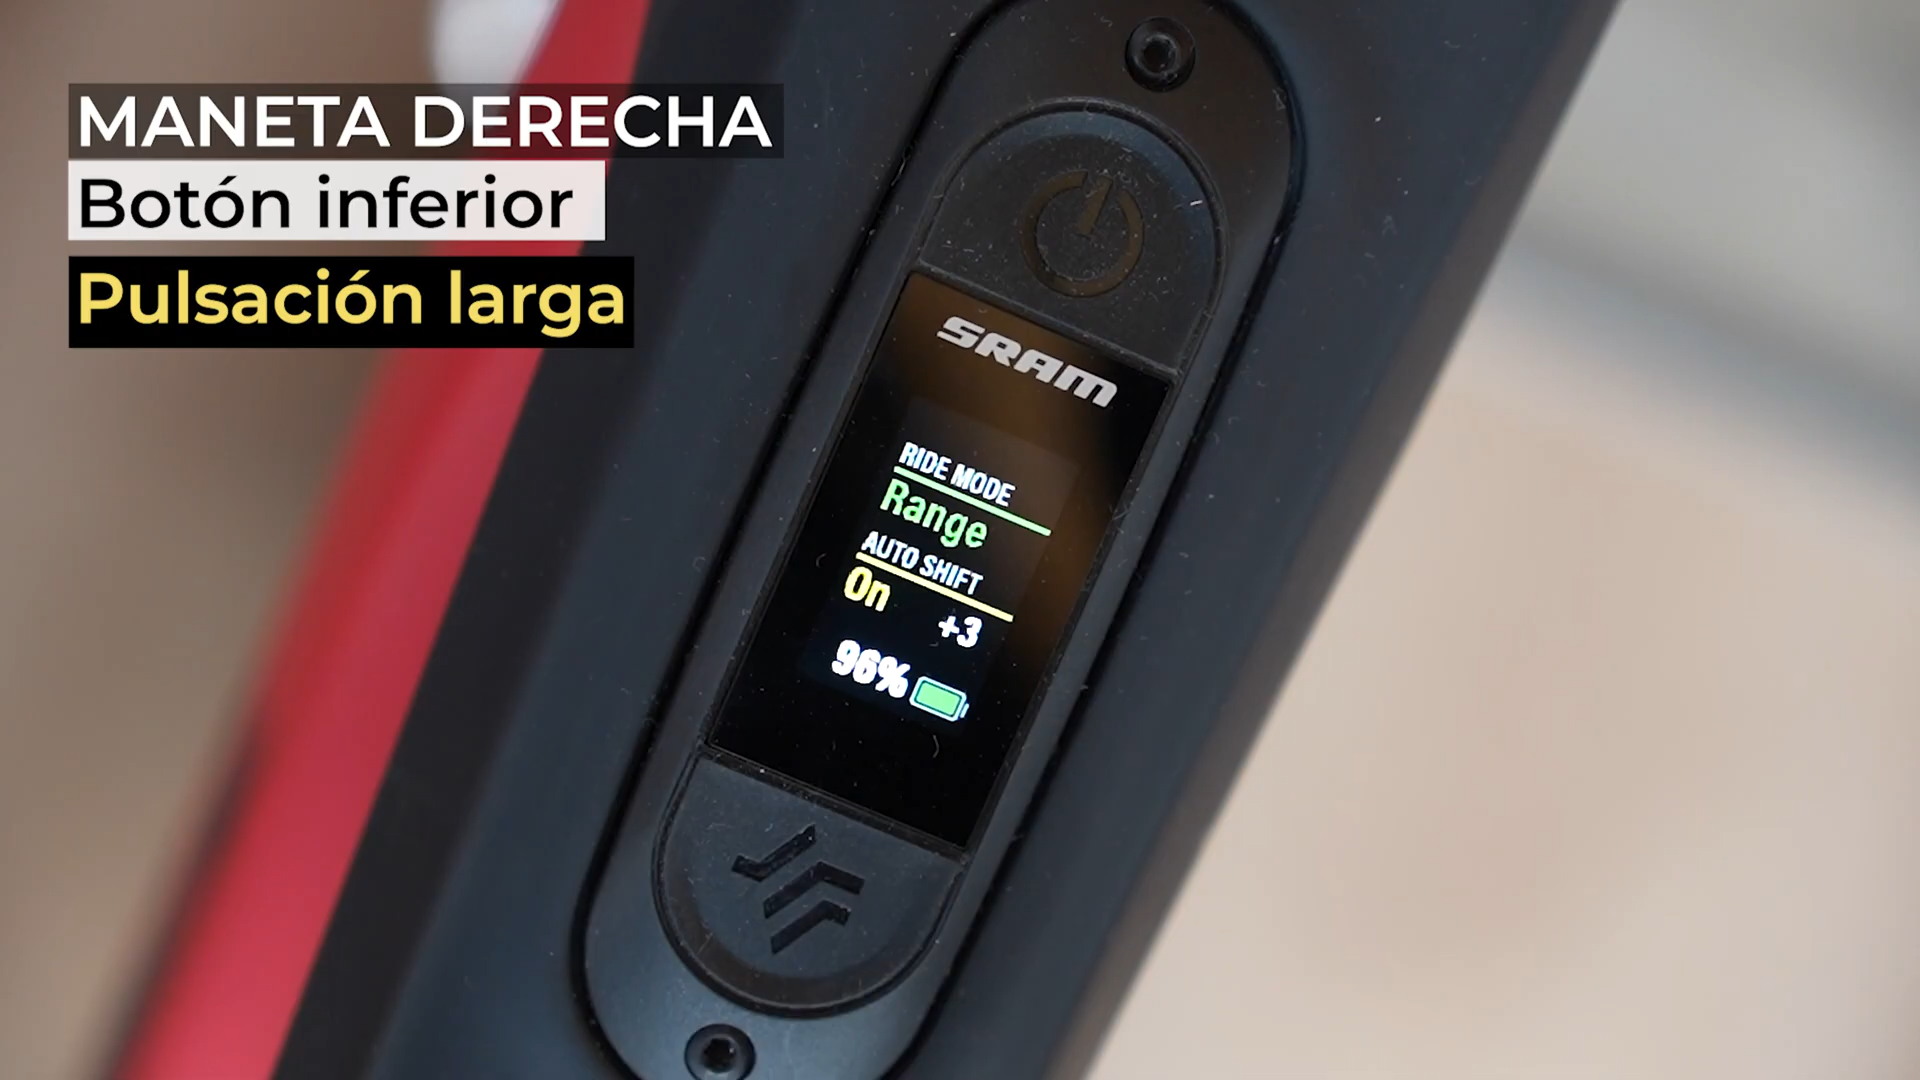 MANETA DERECHA
Botón inferior
Pulsación larga
SRAM
RIDE MODE
Range
AUTO SHIFT
On
+3
96%